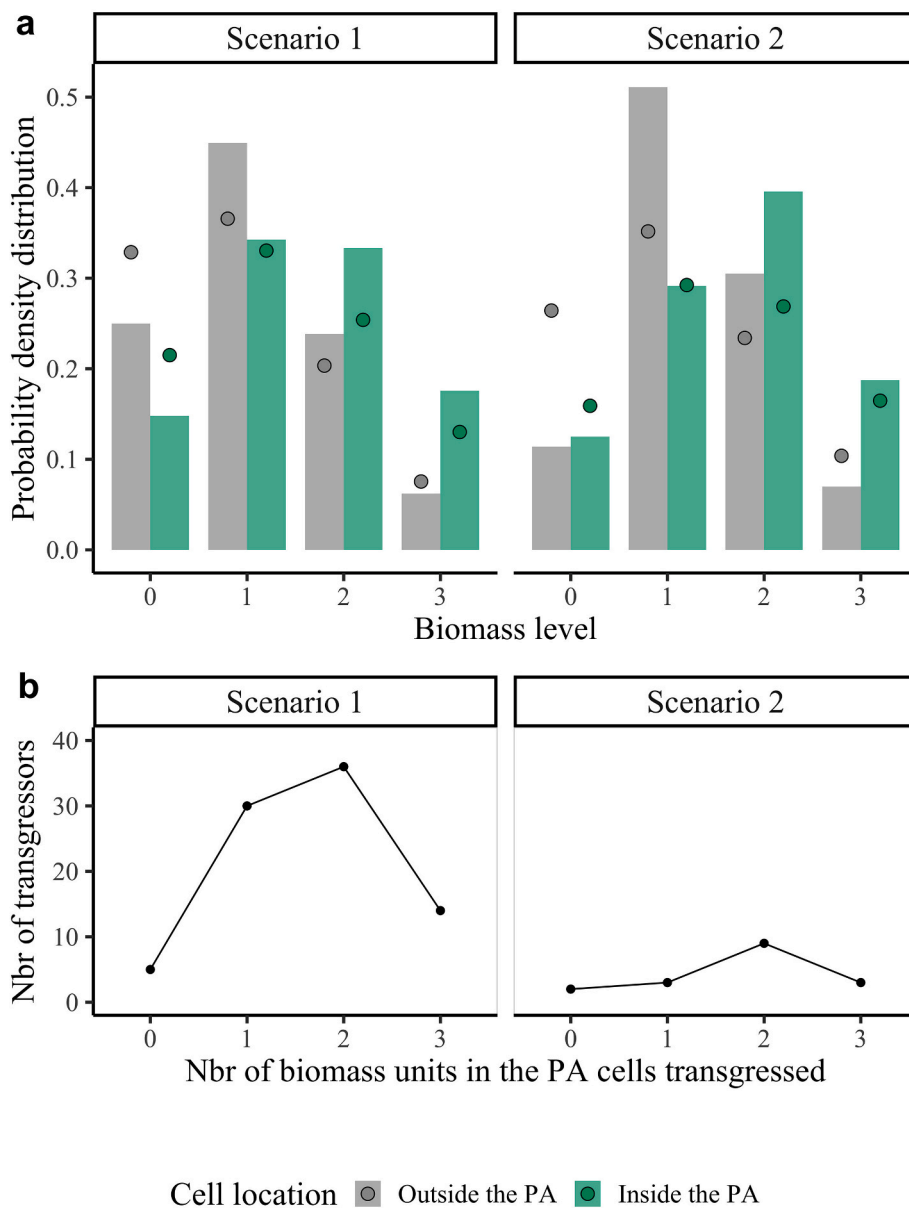 a
Scenario 1
Scenario 2
Probability density distribution
0.5
0.4
0.3
0.2
0.1
0.0
0 1 2 3
0 1 2 3
Biomass level
b
Scenario 1
Scenario 2
Nbr of transgressors
40
30
20
10
0
0 1 2 3
0 1 2 3
Nbr of biomass units in the PA cells transgressed
Cell location Outside the PA Inside the PA